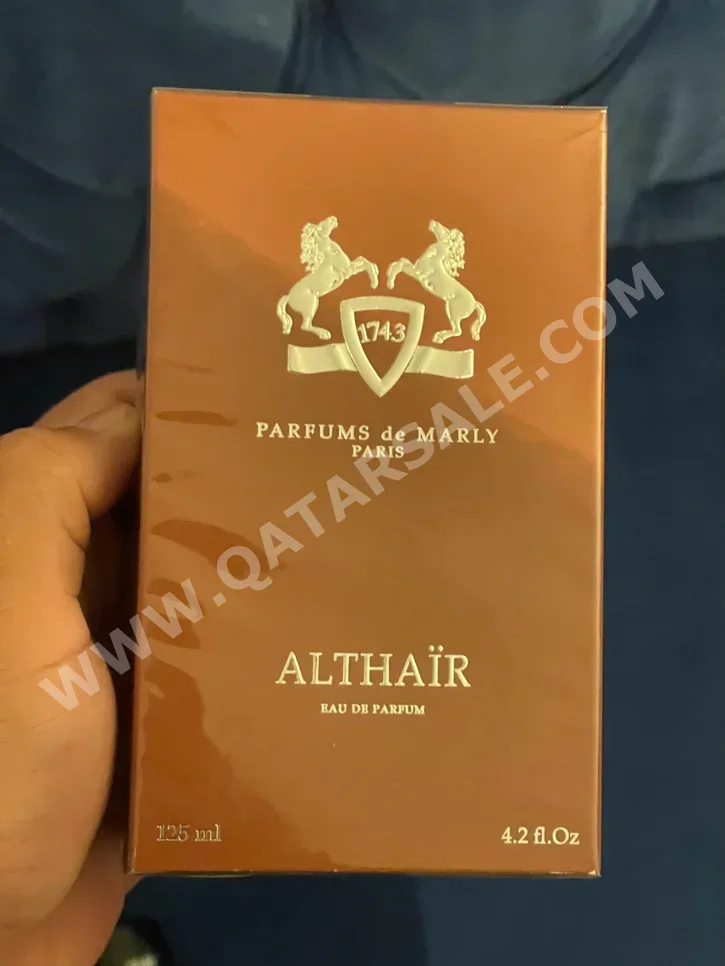 1743
PARFUMS de MARLY
PARIS
WWW.QATARSALE.COM
ALTHAÏR
EAU DE PARFUM
125 ml
4.2 fl.Oz